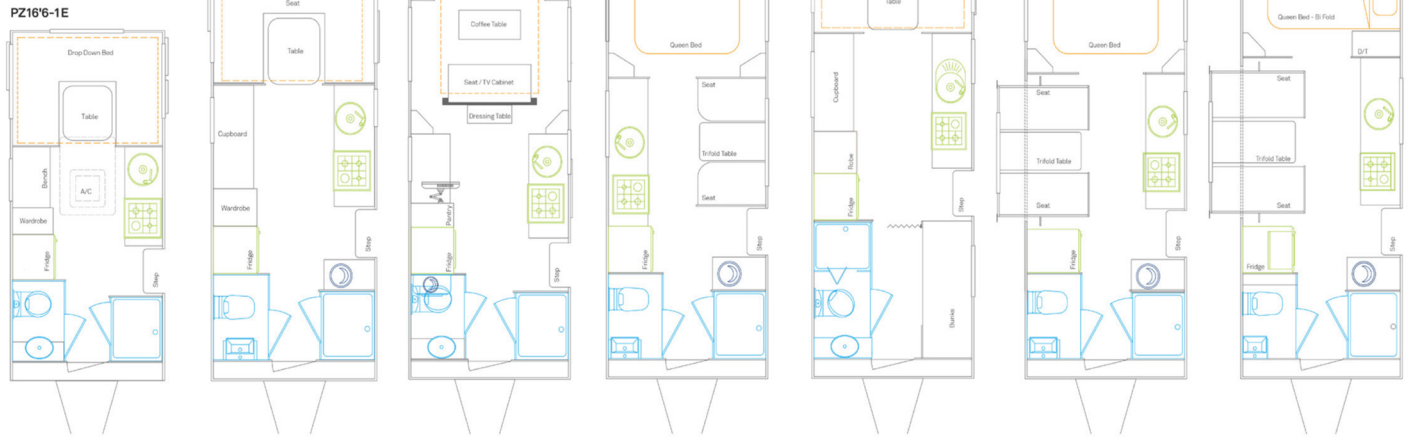 PZ16'6-1E
Drop Down Bed
Table
A/C
Bench
Wardrobe
Fridge
Step
Seat
Table
Cupboard
Wardrobe
Fridge
Step
Coffee Table
Seat / TV Cabinet
Dressing Table
Pantry
Fridge
Step
Queen Bed
Seat
Trifold Table
Seat
Fridge
Step
Table
Cupboard
Robe
Fridge
Step
Bunks
Queen Bed
Seat
Trifold Table
Seat
Fridge
Step
Queen Bed - Bi Fold
D/T
Seat
Trifold Table
Seat
Fridge
Step